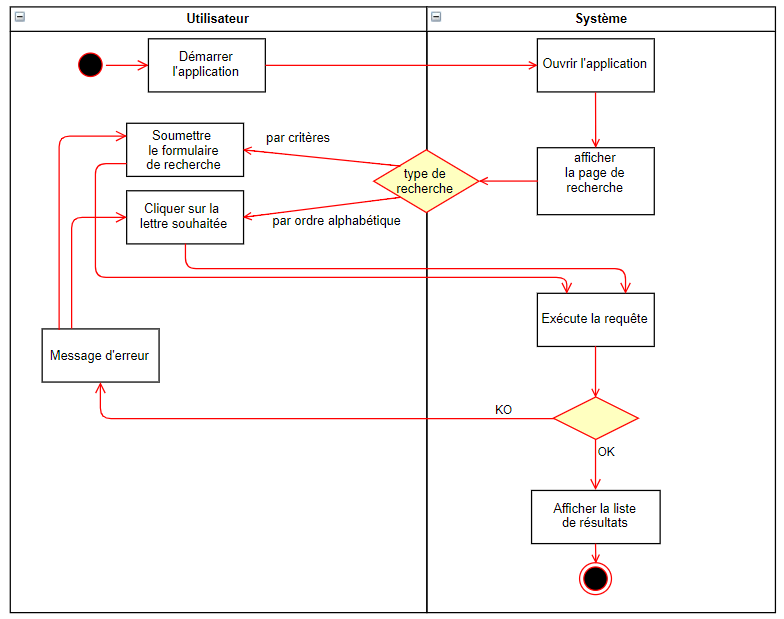 Utilisateur
Système
Démarrer
l'application
Ouvrir l'application
Soumettre
le formulaire
de recherche
par critères
type de
recherche
afficher
la page de
recherche
Cliquer sur la
lettre souhaitée
par ordre alphabétique
Exécute la requête
Message d'erreur
KO
OK
Afficher la liste
de résultats